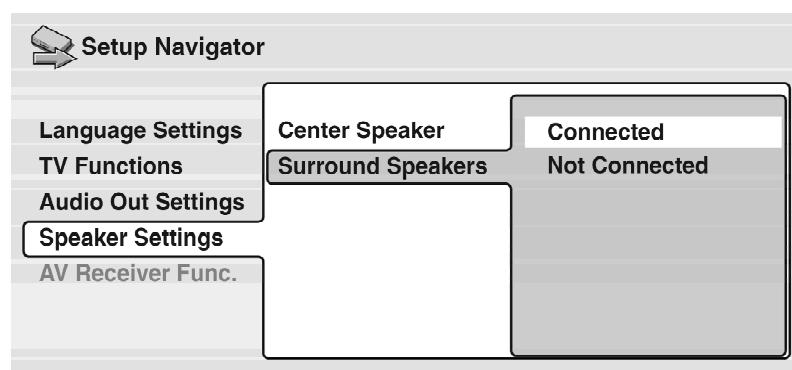 Setup Navigator
Language Settings
TV Functions
Audio Out Settings
Speaker Settings
AV Receiver Func.
Center Speaker
Surround Speakers
Connected
Not Connected